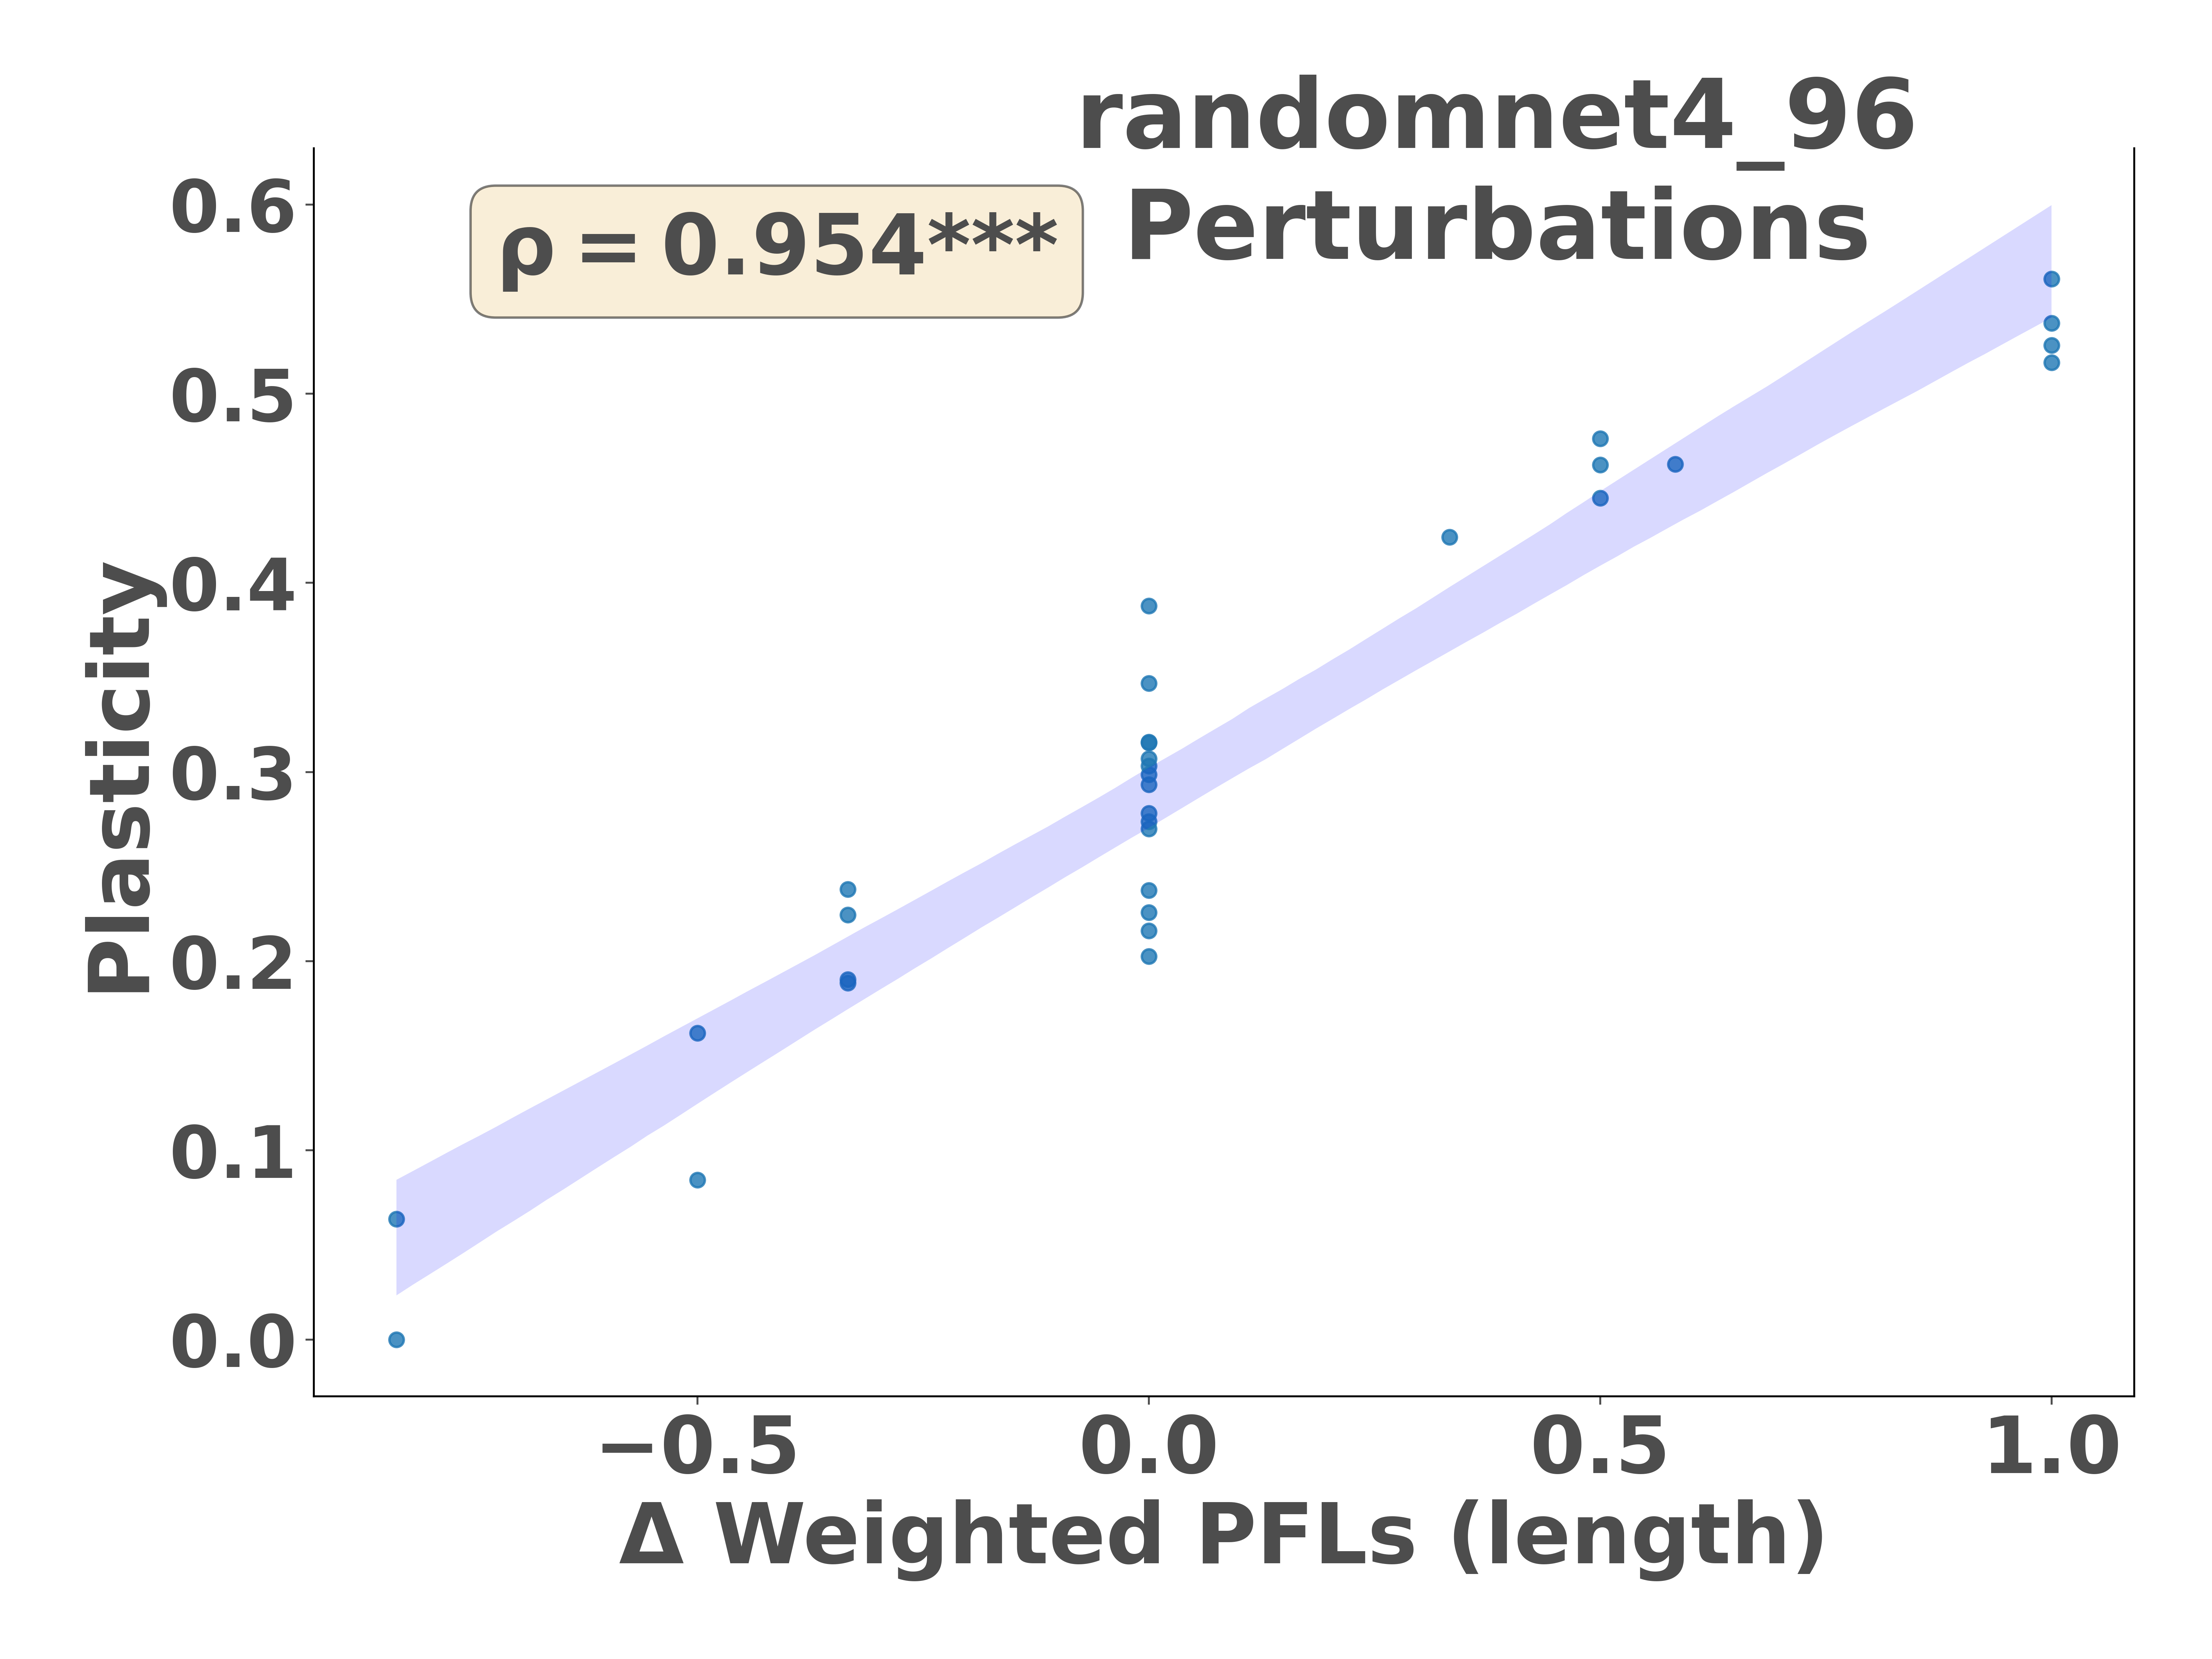 randomnet4_96
Perturbations
ρ = 0.954***
Plasticity
0.6
0.5
0.4
0.3
0.2
0.1
0.0
−0.5 0.0 0.5 1.0
Δ Weighted PFLs (length)